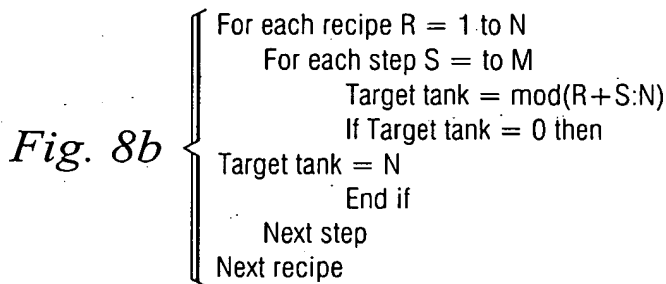 For each recipe R = 1 to N
For each step S = to M
Target tank = mod(R+S:N)
If Target tank = 0 then
Fig. 8b
Target tank = N
End if
Next step
Next recipe